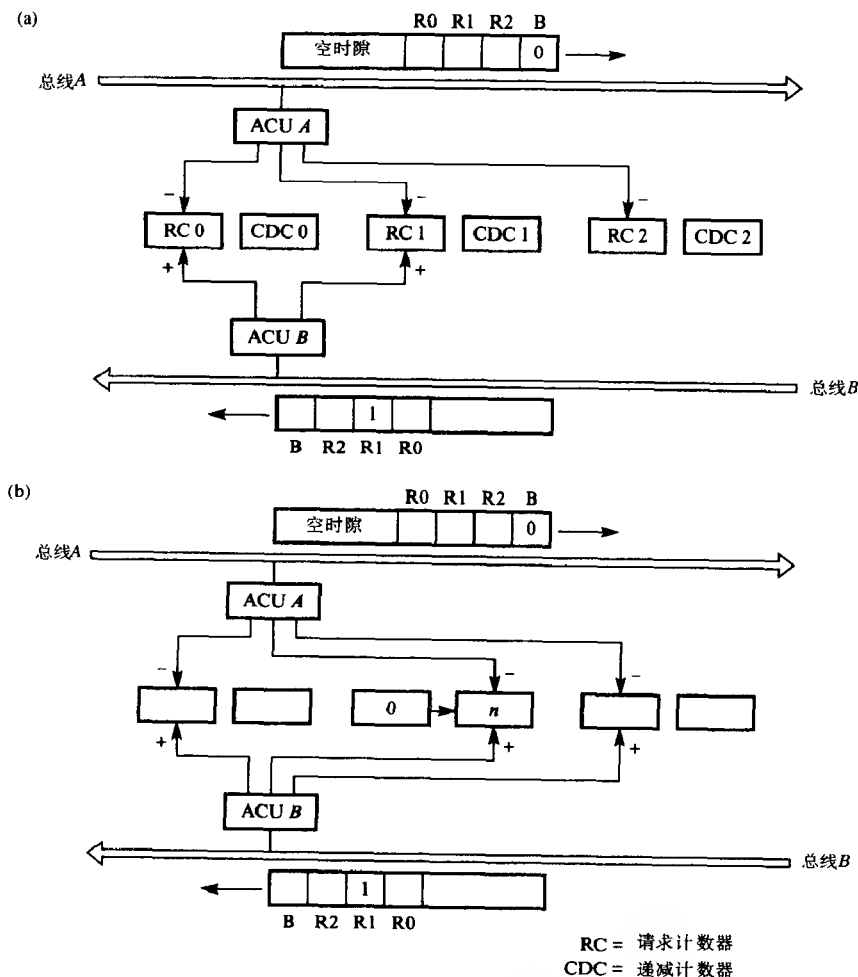 (a)
R0 R1 R2 B
空时隙 0
总线A
ACU A
− − −
RC 0 CDC 0 RC 1 CDC 1 RC 2 CDC 2
+ +
ACU B
总线B
1
B R2 R1 R0
(b)
R0 R1 R2 B
空时隙 0
总线A
ACU A
− − −
0 n
+ + +
ACU B
总线B
1
B R2 R1 R0
RC = 请求计数器
CDC = 递减计数器